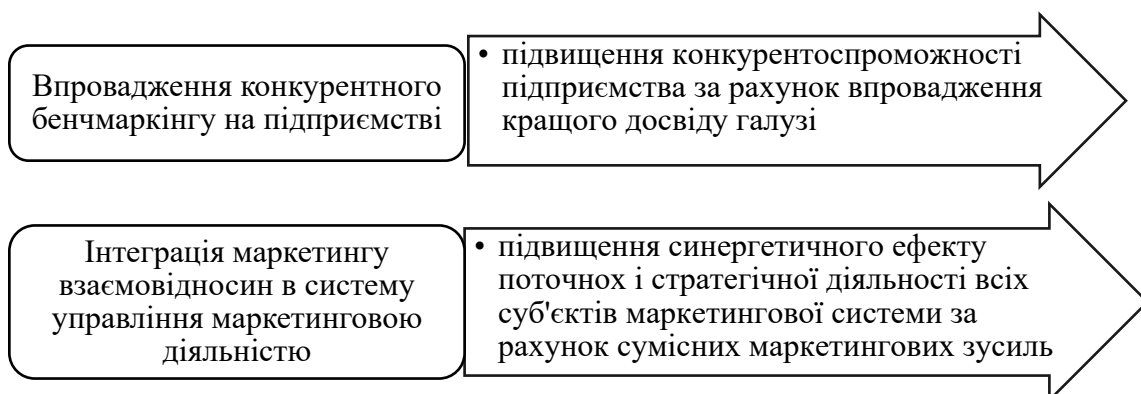 Впровадження конкурентного
бенчмаркінгу на підприємстві
• підвищення конкурентоспроможності
підприємства за рахунок впровадження
кращого досвіду галузі
Інтеграція маркетингу
взаємовідносин в систему
управління маркетинговою
діяльністю
• підвищення синергетичного ефекту
поточнох і стратегічної діяльності всіх
суб'єктів маркетингової системи за
рахунок сумісних маркетингових зусиль